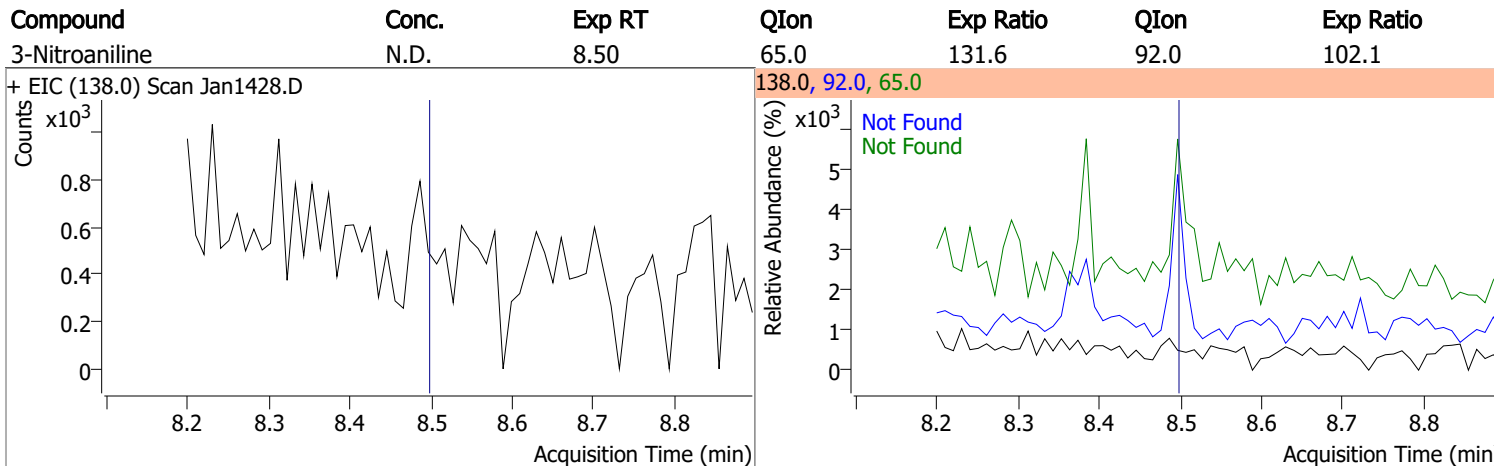 Compound Conc. Exp RT QIon Exp Ratio QIon Exp Ratio
3-Nitroaniline N.D. 8.50 65.0 131.6 92.0 102.1
+ EIC (138.0) Scan Jan1428.D
Counts
x10³
0.8
0.6
0.4
0.2
0
8.2 8.3 8.4 8.5 8.6 8.7 8.8
Acquisition Time (min)
138.0, 92.0, 65.0
Relative Abundance (%)
x10³
Not Found
Not Found
5
4
3
2
1
0
8.2 8.3 8.4 8.5 8.6 8.7 8.8
Acquisition Time (min